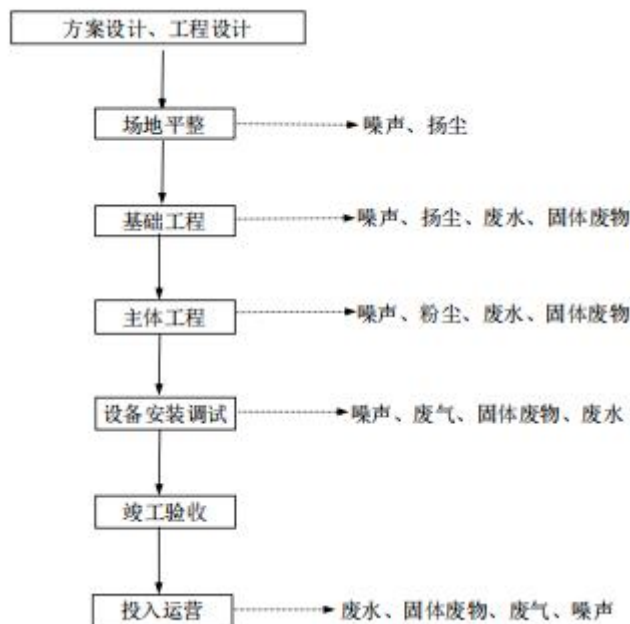 方案设计、工程设计
场地平整
噪声、扬尘
基础工程
噪声、扬尘、废水、固体废物
主体工程
噪声、粉尘、废水、固体废物
设备安装调试
噪声、废气、固体废物、废水
竣工验收
投入运营
废水、固体废物、废气、噪声